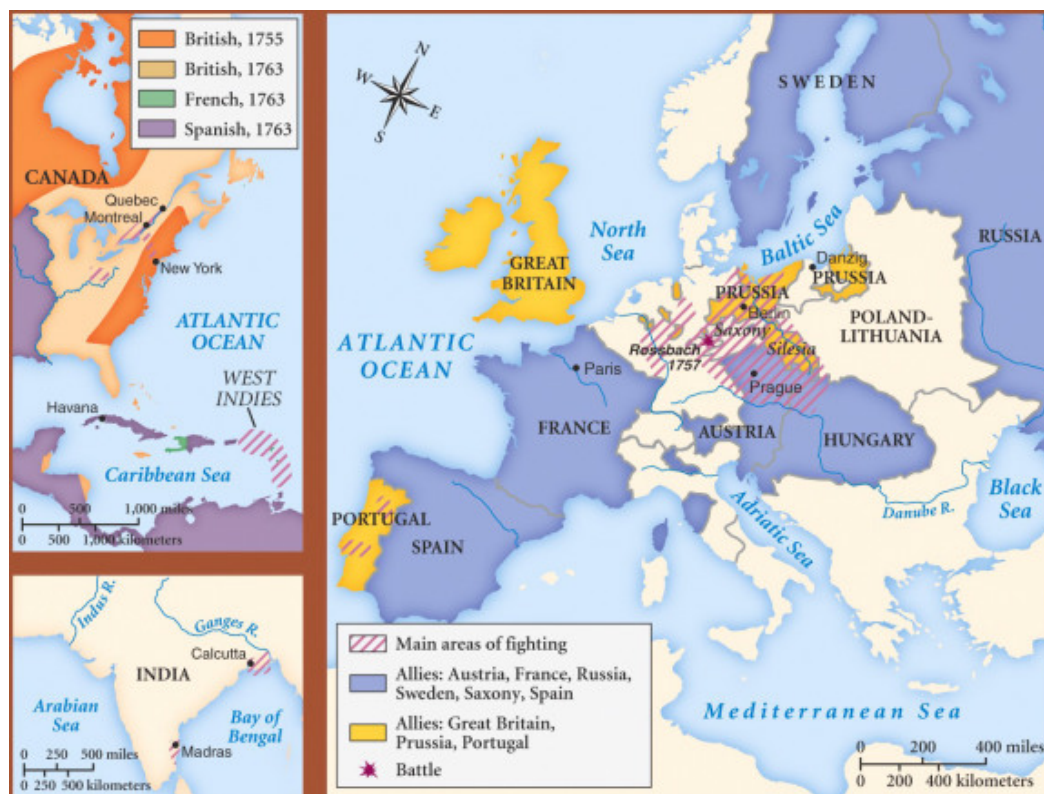 British, 1755
British, 1763
French, 1763
Spanish, 1763
CANADA
Quebec
Montreal
New York
ATLANTIC
OCEAN
WEST
INDIES
Havana
Caribbean Sea
0 500 1,000 miles
0 500 1,000 kilometers
Indus R.
Ganges R.
Calcutta
INDIA
Arabian
Sea
Bay of
Bengal
Madras
0 250 500 miles
0 250 500 kilometers
N
W
E
S
SWEDEN
North
Sea
Baltic Sea
RUSSIA
GREAT
BRITAIN
Danzig
PRUSSIA
PRUSSIA
Berlin
POLAND-
LITHUANIA
Saxony
Silesia
Rossbach
1757
ATLANTIC
OCEAN
Paris
Prague
FRANCE
AUSTRIA
HUNGARY
Black
Sea
Danube R.
Adriatic Sea
PORTUGAL
SPAIN
Mediterranean Sea
Main areas of fighting
Allies: Austria, France, Russia,
Sweden, Saxony, Spain
Allies: Great Britain,
Prussia, Portugal
Battle
0 200 400 miles
0 200 400 kilometers